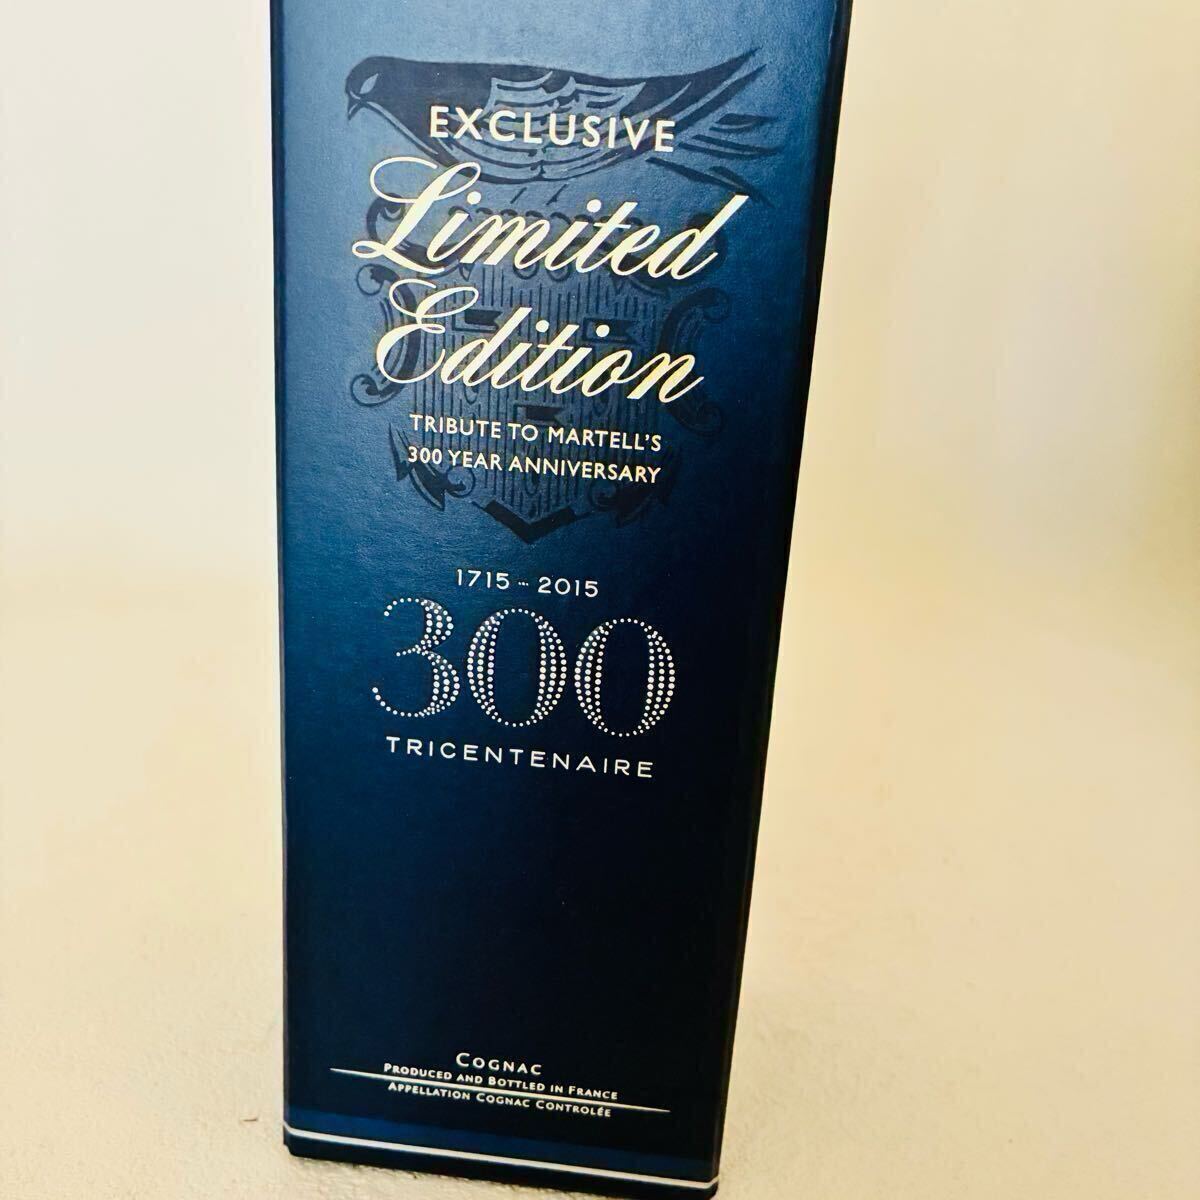 EXCLUSIVE
Limited
Edition
TRIBUTE TO MARTELL'S
300 YEAR ANNIVERSARY
1715 ··· 2015
300
TRICENTENAIRE
COGNAC
PRODUCED AND BOTTLED IN FRANCE
APPELLATION COGNAC CONTROLÉE